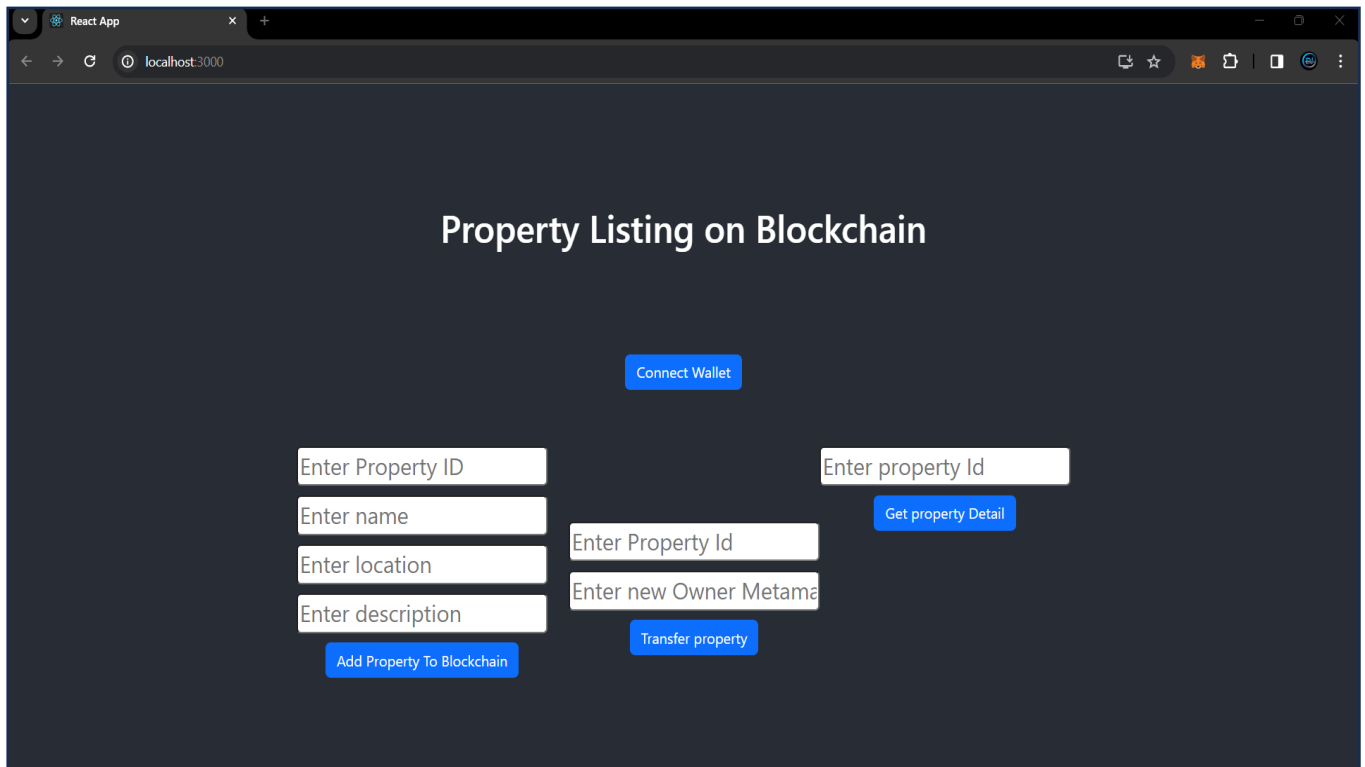 React App
localhost:3000
Property Listing on Blockchain
Connect Wallet
Enter Property ID
Enter name
Enter location
Enter description
Add Property To Blockchain
Enter Property Id
Enter new Owner Metama
Transfer property
Enter property Id
Get property Detail